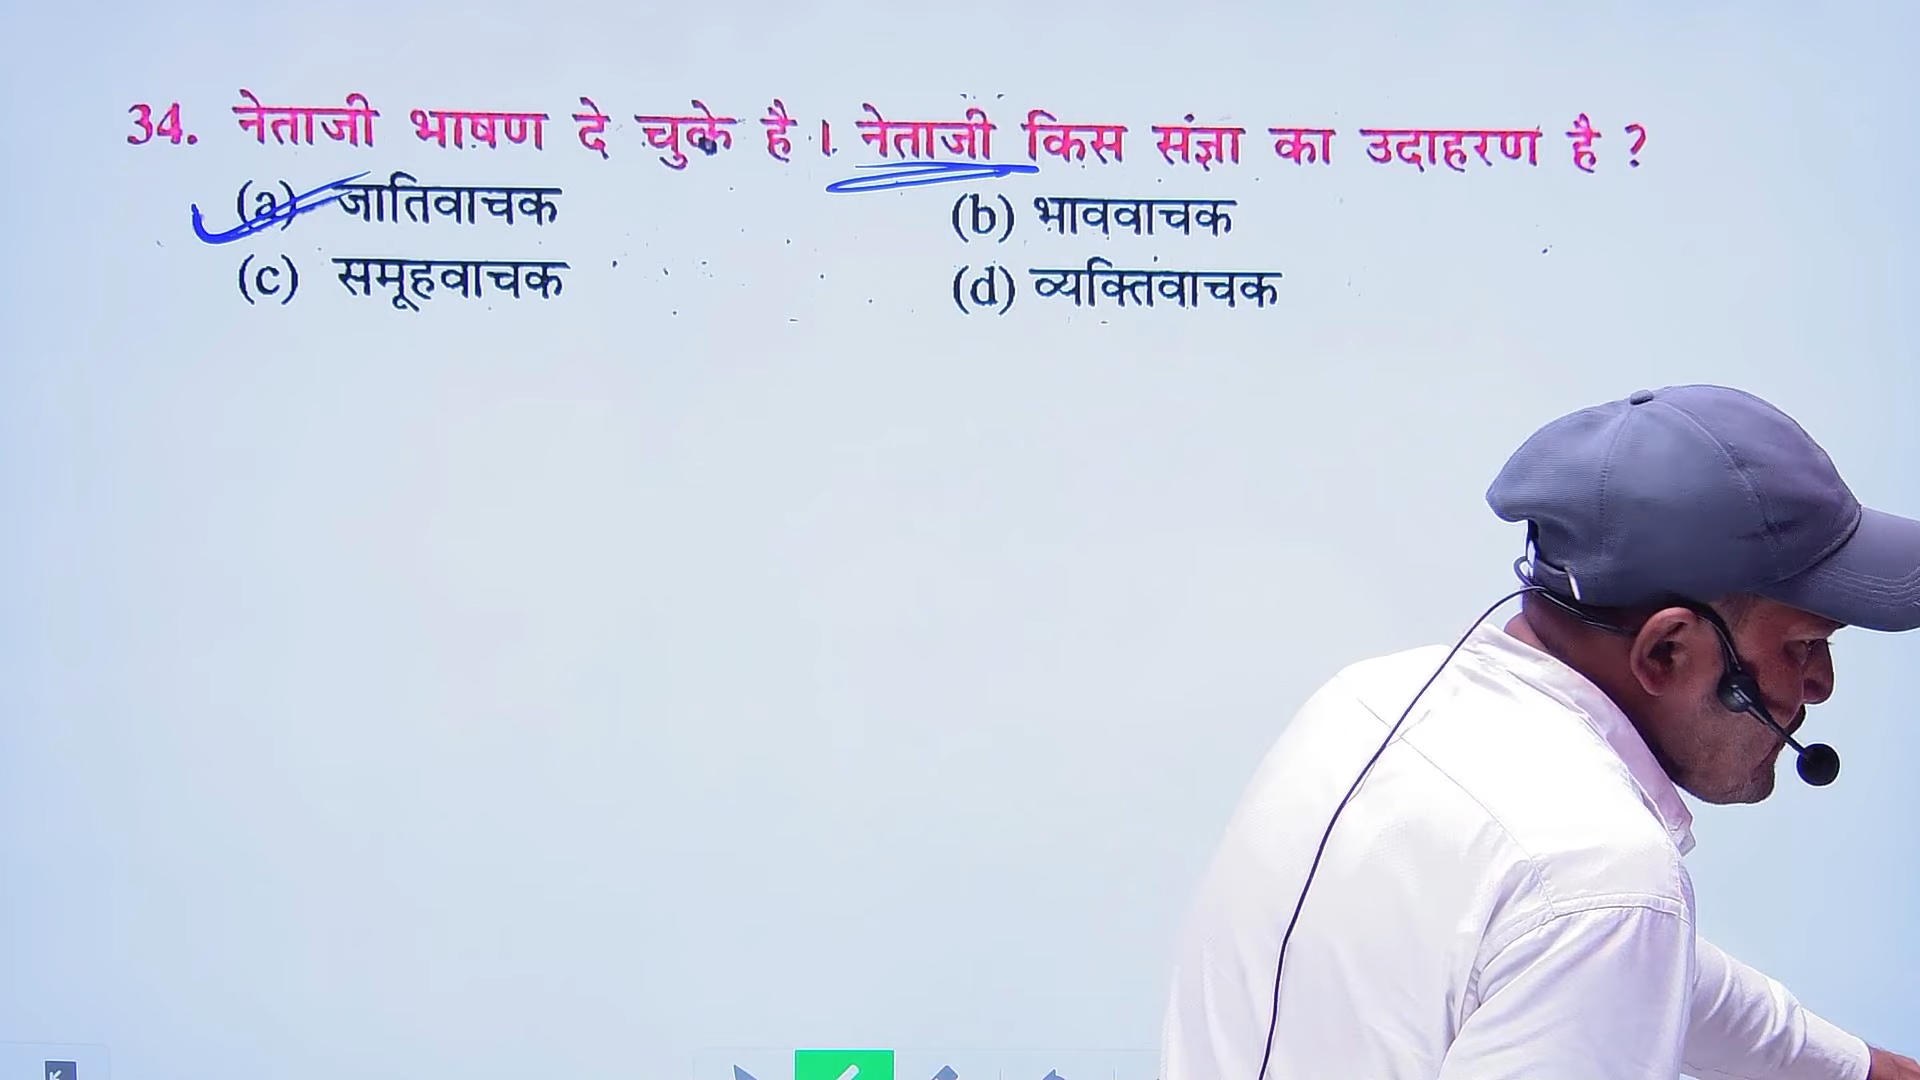 34. नेताजी भाषण दे चुके है। नेताजी किस संज्ञा का उदाहरण है ?
(a) जातिवाचक (b) भाववाचक
(c) समूहवाचक (d) व्यक्तिवाचक